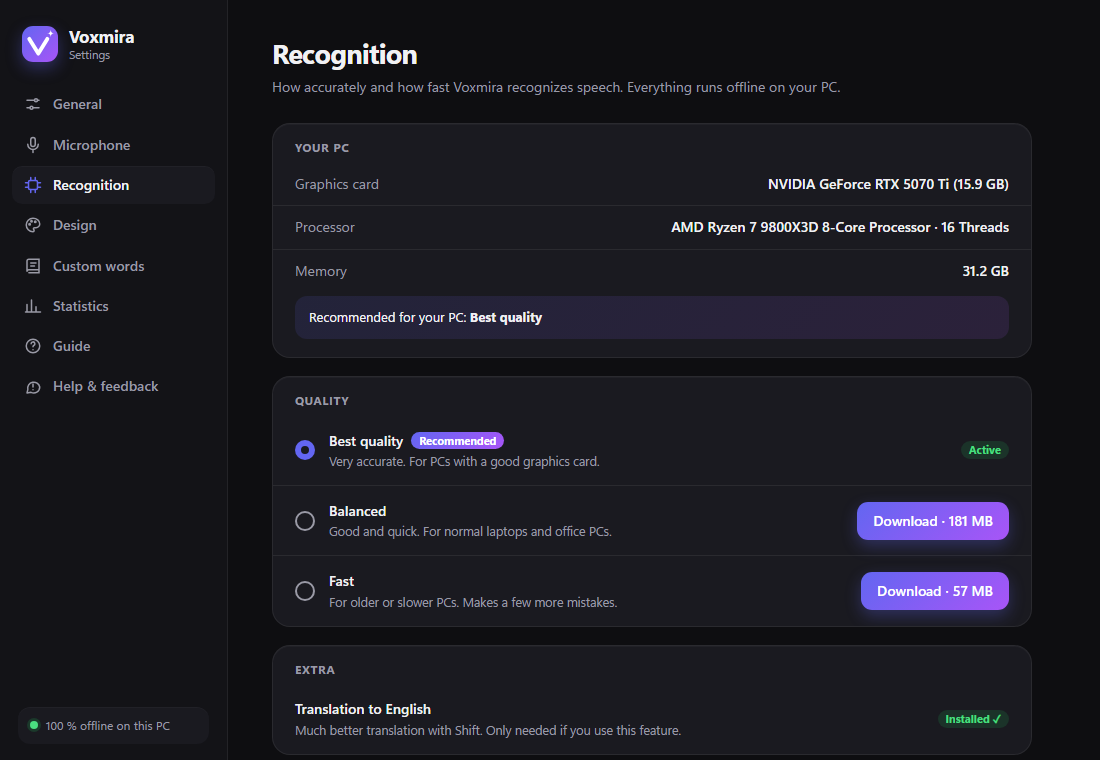 Voxmira
Settings
General
Microphone
Recognition
Design
Custom words
Statistics
Guide
Help & feedback
100 % offline on this PC
Recognition
How accurately and how fast Voxmira recognizes speech. Everything runs offline on your PC.
YOUR PC
Graphics card NVIDIA GeForce RTX 5070 Ti (15.9 GB)
Processor AMD Ryzen 7 9800X3D 8-Core Processor · 16 Threads
Memory 31.2 GB
Recommended for your PC: Best quality
QUALITY
Best quality Recommended
Very accurate. For PCs with a good graphics card.
Active
Balanced
Good and quick. For normal laptops and office PCs.
Download · 181 MB
Fast
For older or slower PCs. Makes a few more mistakes.
Download · 57 MB
EXTRA
Translation to English
Much better translation with Shift. Only needed if you use this feature.
Installed ✓